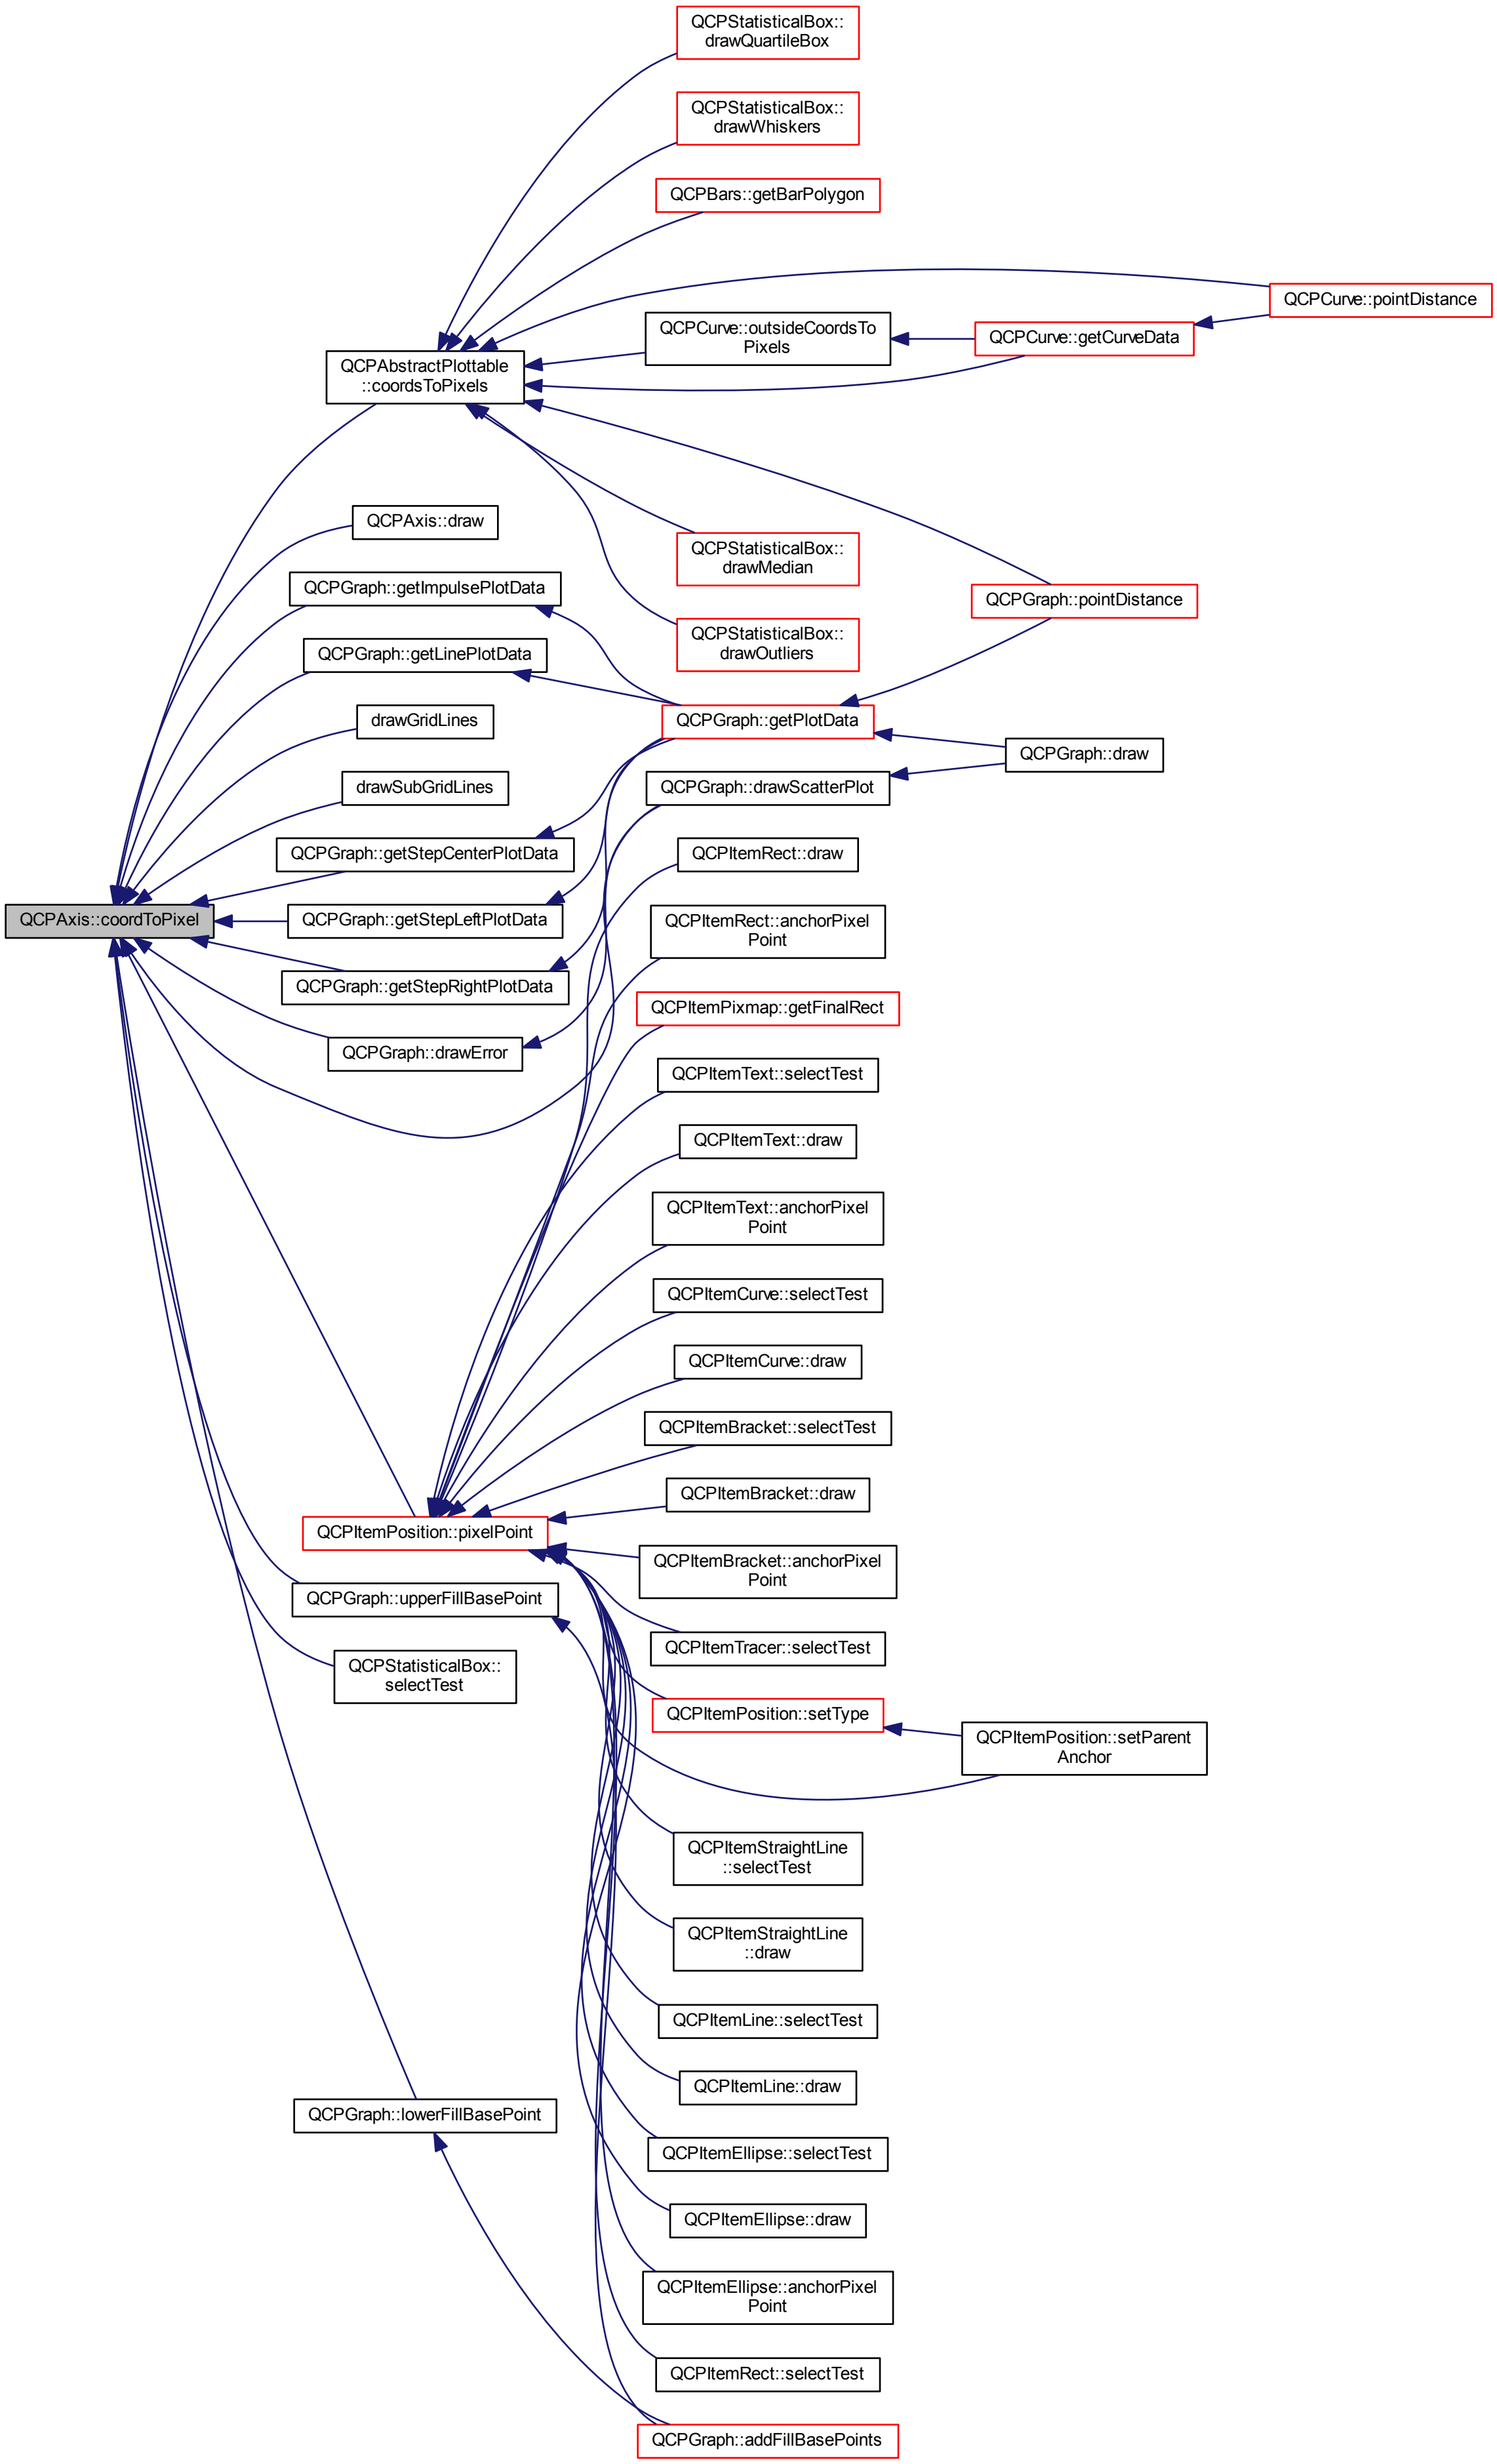 QCPStatisticalBox::
drawQuartileBox
QCPStatisticalBox::
drawWhiskers
QCPBars::getBarPolygon
QCPCurve::pointDistance
QCPCurve::outsideCoordsTo
Pixels
QCPCurve::getCurveData
QCPAbstractPlottable
::coordsToPixels
QCPAxis::draw
QCPStatisticalBox::
drawMedian
QCPGraph::getImpulsePlotData
QCPGraph::pointDistance
QCPGraph::getLinePlotData
QCPStatisticalBox::
drawOutliers
drawGridLines
QCPGraph::getPlotData
QCPGraph::draw
drawSubGridLines
QCPGraph::drawScatterPlot
QCPGraph::getStepCenterPlotData
QCPItemRect::draw
QCPAxis::coordToPixel
QCPGraph::getStepLeftPlotData
QCPItemRect::anchorPixel
Point
QCPGraph::getStepRightPlotData
QCPItemPixmap::getFinalRect
QCPGraph::drawError
QCPItemText::selectTest
QCPItemText::draw
QCPItemText::anchorPixel
Point
QCPItemCurve::selectTest
QCPItemCurve::draw
QCPItemBracket::selectTest
QCPItemBracket::draw
QCPItemPosition::pixelPoint
QCPItemBracket::anchorPixel
Point
QCPGraph::upperFillBasePoint
QCPItemTracer::selectTest
QCPStatisticalBox::
selectTest
QCPItemPosition::setType
QCPItemPosition::setParent
Anchor
QCPItemStraightLine
::selectTest
QCPItemStraightLine
::draw
QCPItemLine::selectTest
QCPItemLine::draw
QCPGraph::lowerFillBasePoint
QCPItemEllipse::selectTest
QCPItemEllipse::draw
QCPItemEllipse::anchorPixel
Point
QCPItemRect::selectTest
QCPGraph::addFillBasePoints